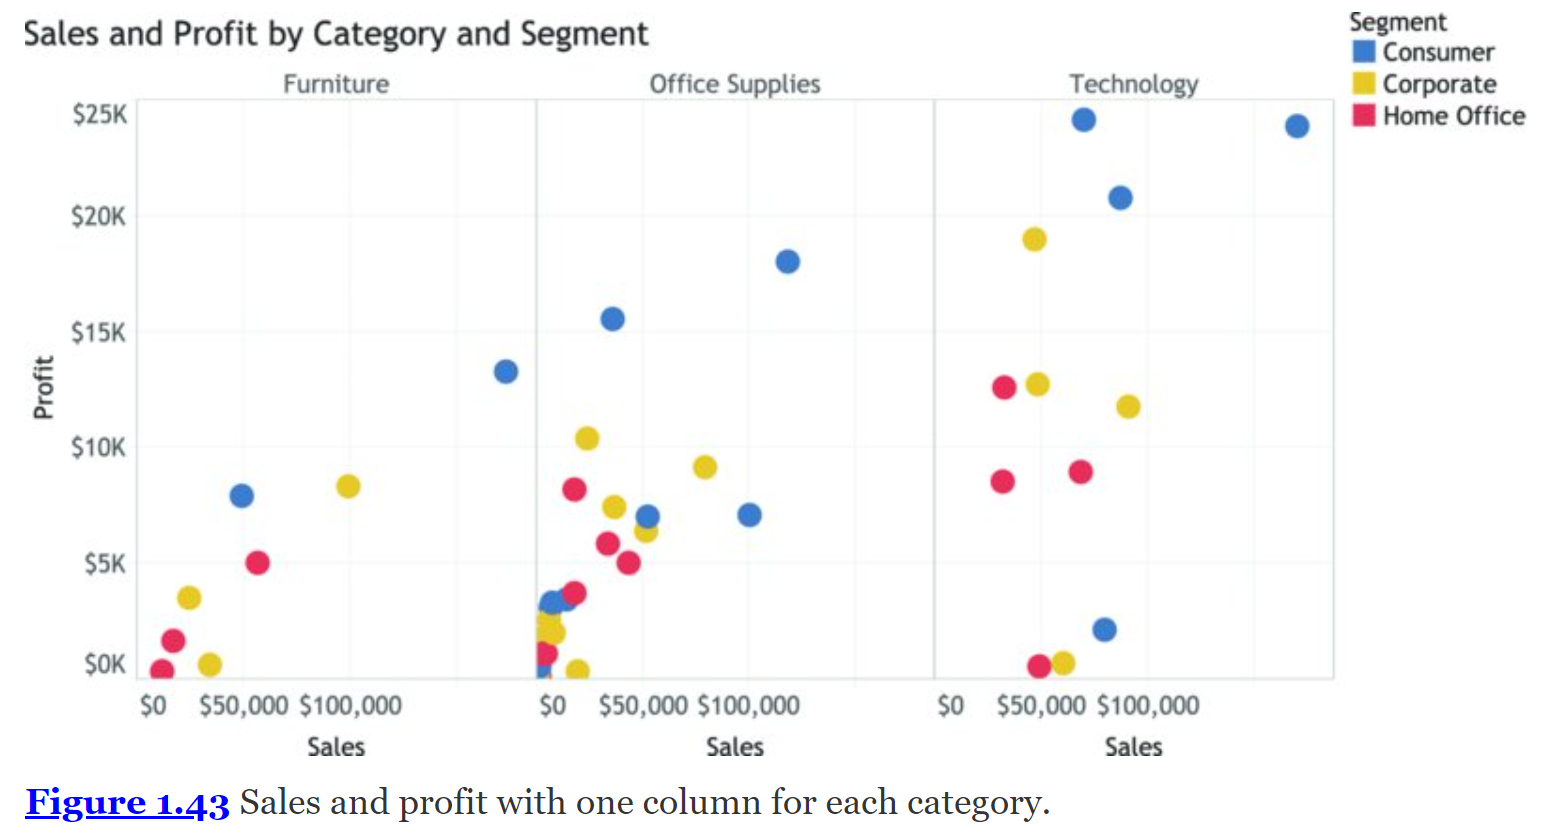 Sales and Profit by Category and Segment
Segment
Consumer
Corporate
Home Office
Furniture Office Supplies Technology
$25K
$20K
$15K
$10K
$5K
$0K
Profit
$0 $50,000 $100,000 $0 $50,000 $100,000 $0 $50,000 $100,000
Sales Sales Sales
Figure 1.43 Sales and profit with one column for each category.